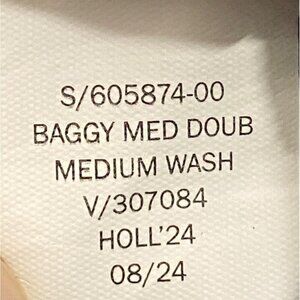 S/605874-00
BAGGY MED DOUB
MEDIUM WASH
V/307084
HOLL'24
08/24